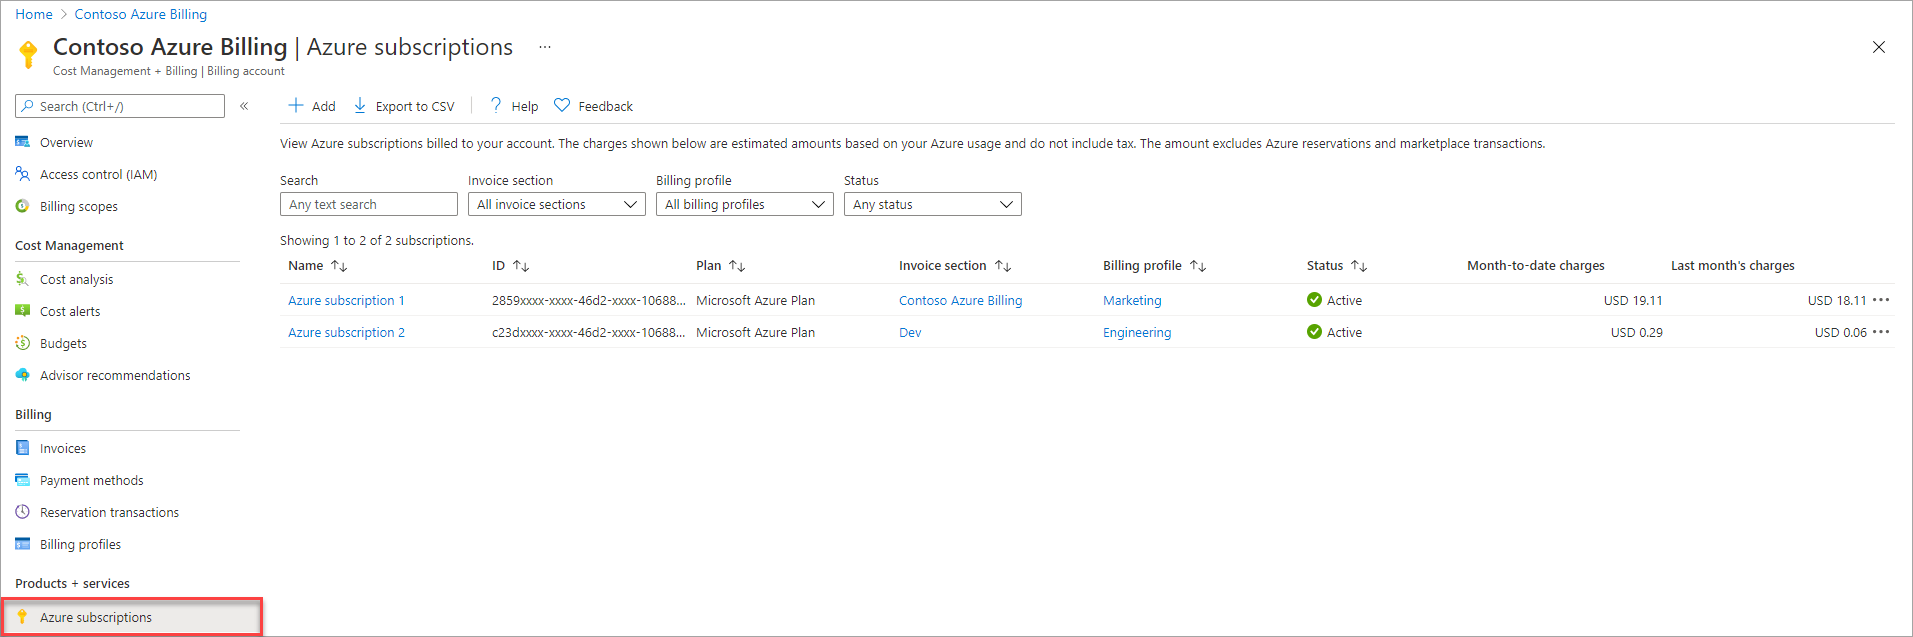 Home > Contoso Azure Billing
Contoso Azure Billing | Azure subscriptions ...
Cost Management + Billing | Billing account
Search (Ctrl+/) «
Overview
Access control (IAM)
Billing scopes
Cost Management
Cost analysis
Cost alerts
Budgets
Advisor recommendations
Billing
Invoices
Payment methods
Reservation transactions
Billing profiles
Products + services
Azure subscriptions
Add Export to CSV | ? Help Feedback
View Azure subscriptions billed to your account. The charges shown below are estimated amounts based on your Azure usage and do not include tax. The amount excludes Azure reservations and marketplace transactions.
Search Invoice section Billing profile Status
Any text search All invoice sections All billing profiles Any status
Showing 1 to 2 of 2 subscriptions.
Name ↑↓ ID ↑↓ Plan ↑↓ Invoice section ↑↓ Billing profile ↑↓ Status ↑↓ Month-to-date charges Last month's charges
Azure subscription 1 2859xxxx-xxxx-46d2-xxxx-10688... Microsoft Azure Plan Contoso Azure Billing Marketing Active USD 19.11 USD 18.11 ...
Azure subscription 2 c23dxxxx-xxxx-46d2-xxxx-10688... Microsoft Azure Plan Dev Engineering Active USD 0.29 USD 0.06 ...